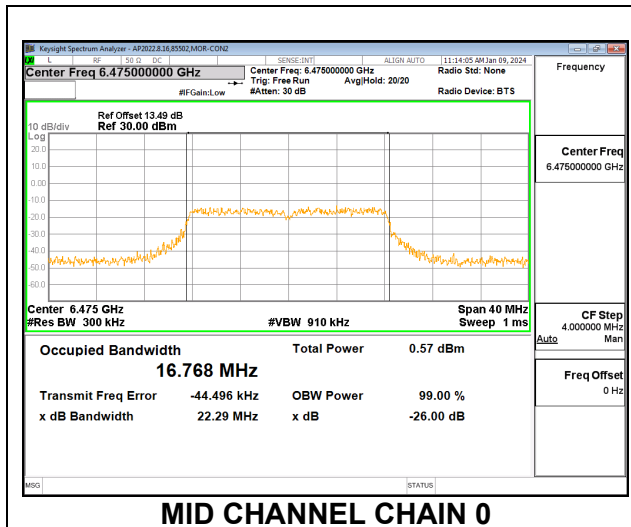 Keysight Spectrum Analyzer - AP2022.8.16,85502,MOR-CON2
L RF 50 Ω DC SENSE:INT ALIGN AUTO 11:14:05 AM Jan 09, 2024
Center Freq 6.475000000 GHz
Center Freq: 6.475000000 GHz Radio Std: None
Trig: Free Run Avg|Hold: 20/20
#IFGain:Low #Atten: 30 dB Radio Device: BTS
Frequency
Ref Offset 13.49 dB
10 dB/div Ref 30.00 dBm
Log
20.0
10.0
0.00
-10.0
-20.0
-30.0
-40.0
-50.0
-60.0
Center 6.475 GHz Span 40 MHz
#Res BW 300 kHz #VBW 910 kHz Sweep 1 ms
Occupied Bandwidth Total Power 0.57 dBm
16.768 MHz
Transmit Freq Error -44.496 kHz OBW Power 99.00 %
x dB Bandwidth 22.29 MHz x dB -26.00 dB
Center Freq
6.475000000 GHz
CF Step
4.000000 MHz
Auto Man
Freq Offset
0 Hz
MSG STATUS
MID CHANNEL CHAIN 0